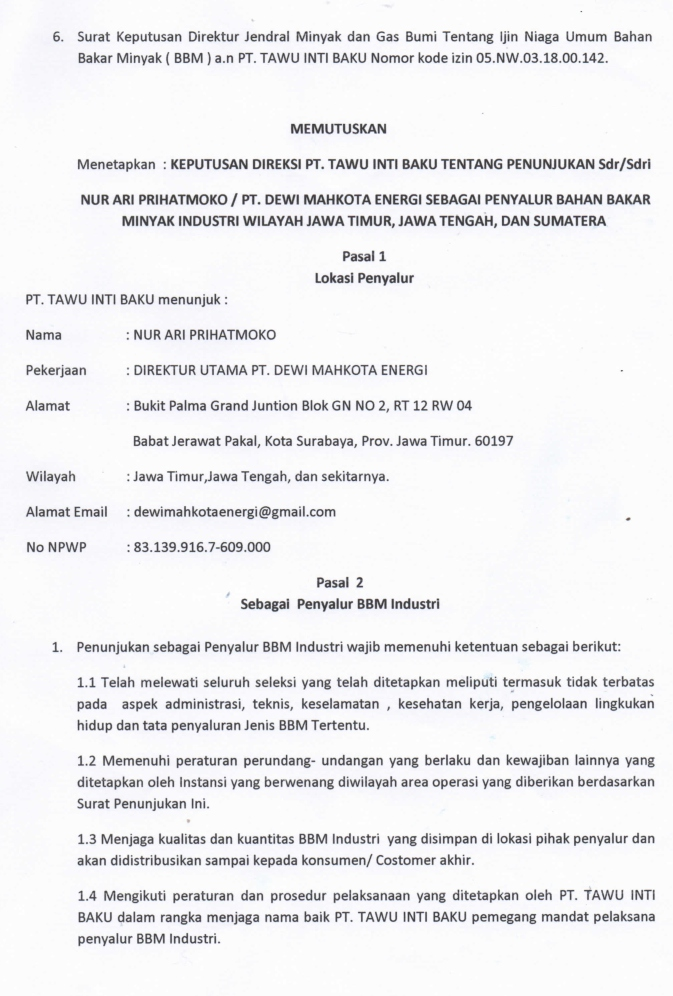 6. Surat Keputusan Direktur Jendral Minyak dan Gas Bumi Tentang Ijin Niaga Umum Bahan
Bakar Minyak ( BBM ) a.n PT. TAWU INTI BAKU Nomor kode izin 05.NW.03.18.00.142.
MEMUTUSKAN
Menetapkan : KEPUTUSAN DIREKSI PT. TAWU INTI BAKU TENTANG PENUNJUKAN Sdr/Sdri
NUR ARI PRIHATMOKO / PT. DEWI MAHKOTA ENERGI SEBAGAI PENYALUR BAHAN BAKAR
MINYAK INDUSTRI WILAYAH JAWA TIMUR, JAWA TENGAH, DAN SUMATERA
Pasal 1
Lokasi Penyalur
PT. TAWU INTI BAKU menunjuk :
Nama : NUR ARI PRIHATMOKO
Pekerjaan : DIREKTUR UTAMA PT. DEWI MAHKOTA ENERGI
Alamat : Bukit Palma Grand Juntion Blok GN NO 2, RT 12 RW 04
Babat Jerawat Pakal, Kota Surabaya, Prov. Jawa Timur. 60197
Wilayah : Jawa Timur,Jawa Tengah, dan sekitarnya.
Alamat Email : dewimahkotaenergi@gmail.com
No NPWP : 83.139.916.7-609.000
Pasal 2
Sebagai Penyalur BBM Industri
1. Penunjukan sebagai Penyalur BBM Industri wajib memenuhi ketentuan sebagai berikut:
1.1 Telah melewati seluruh seleksi yang telah ditetapkan meliputi termasuk tidak terbatas
pada aspek administrasi, teknis, keselamatan , kesehatan kerja, pengelolaan lingkukan
hidup dan tata penyaluran Jenis BBM Tertentu.
1.2 Memenuhi peraturan perundang- undangan yang berlaku dan kewajiban lainnya yang
ditetapkan oleh Instansi yang berwenang diwilayah area operasi yang diberikan berdasarkan
Surat Penunjukan Ini.
1.3 Menjaga kualitas dan kuantitas BBM Industri yang disimpan di lokasi pihak penyalur dan
akan didistribusikan sampai kepada konsumen/ Costomer akhir.
1.4 Mengikuti peraturan dan prosedur pelaksanaan yang ditetapkan oleh PT. TAWU INTI
BAKU dalam rangka menjaga nama baik PT. TAWU INTI BAKU pemegang mandat pelaksana
penyalur BBM Industri.